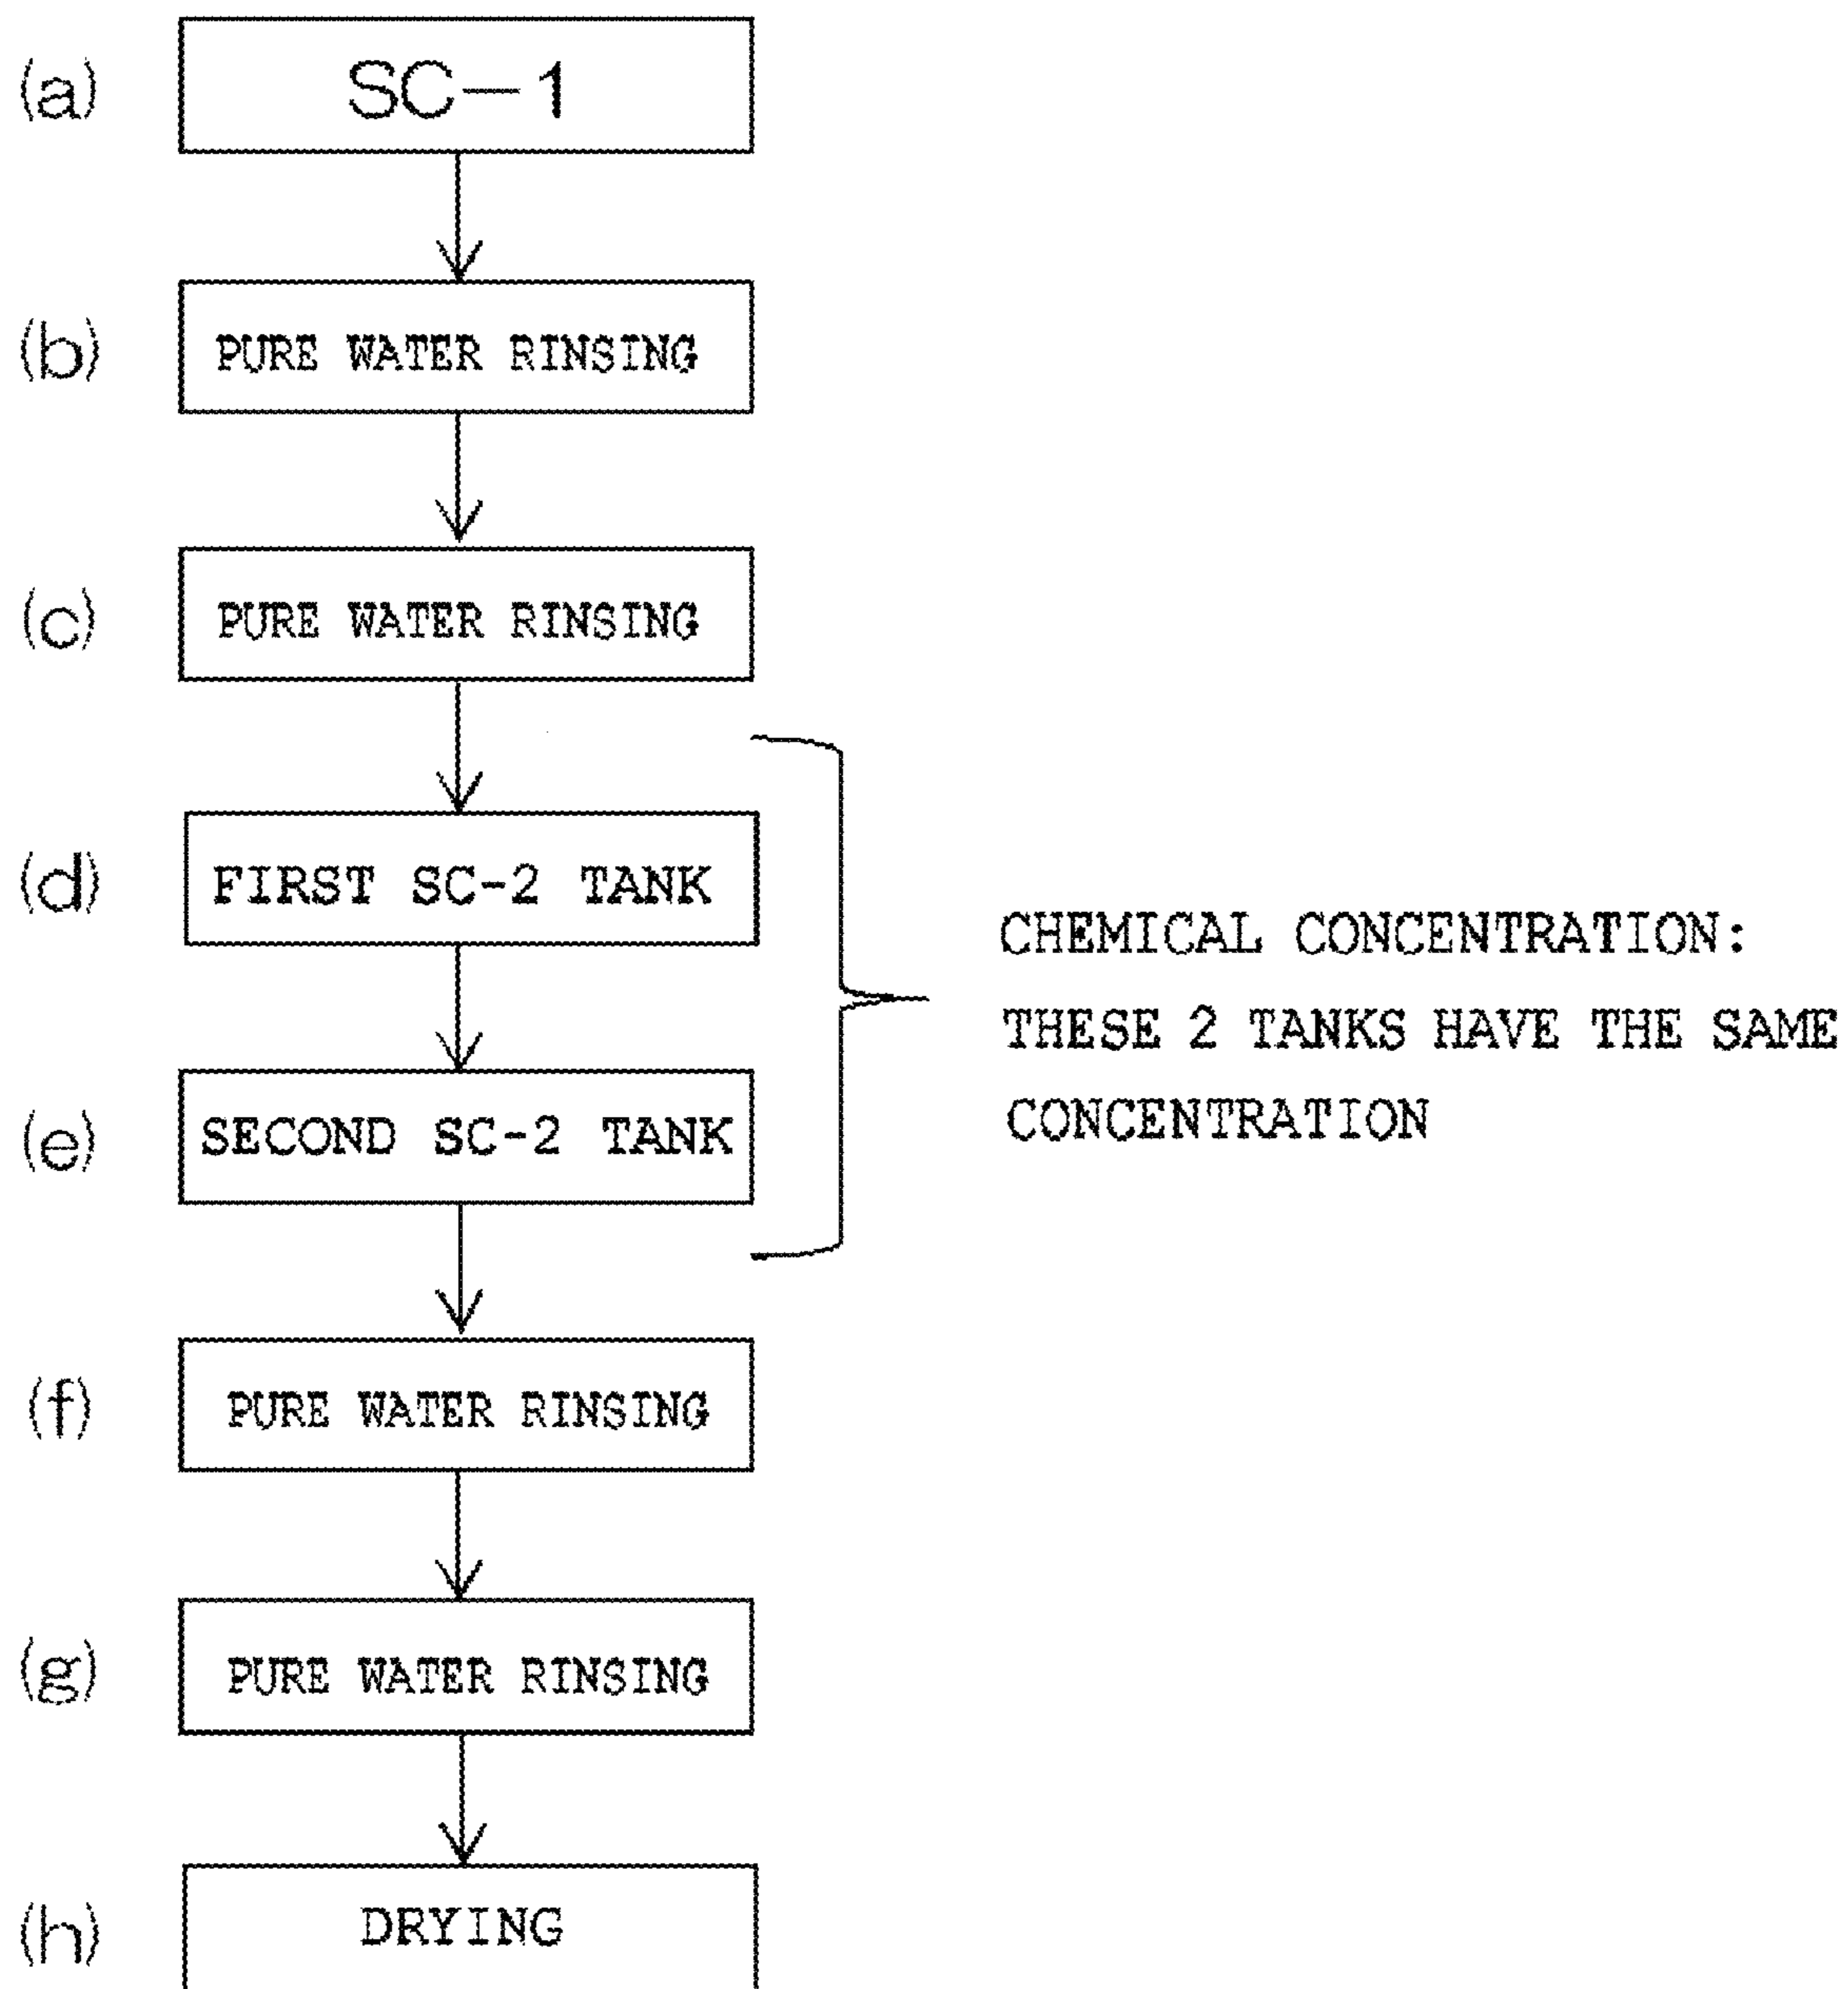 (a) SC-1
(b) PURE WATER RINSING
(c) PURE WATER RINSING
(d) FIRST SC-2 TANK
(e) SECOND SC-2 TANK
CHEMICAL CONCENTRATION:
THESE 2 TANKS HAVE THE SAME
CONCENTRATION
(f) PURE WATER RINSING
(g) PURE WATER RINSING
(h) DRYING